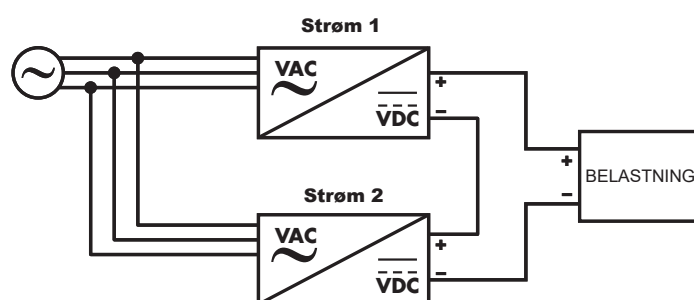 Strøm 1
VAC
+
VDC
−
+
BELASTNING
−
Strøm 2
VAC
+
VDC
−